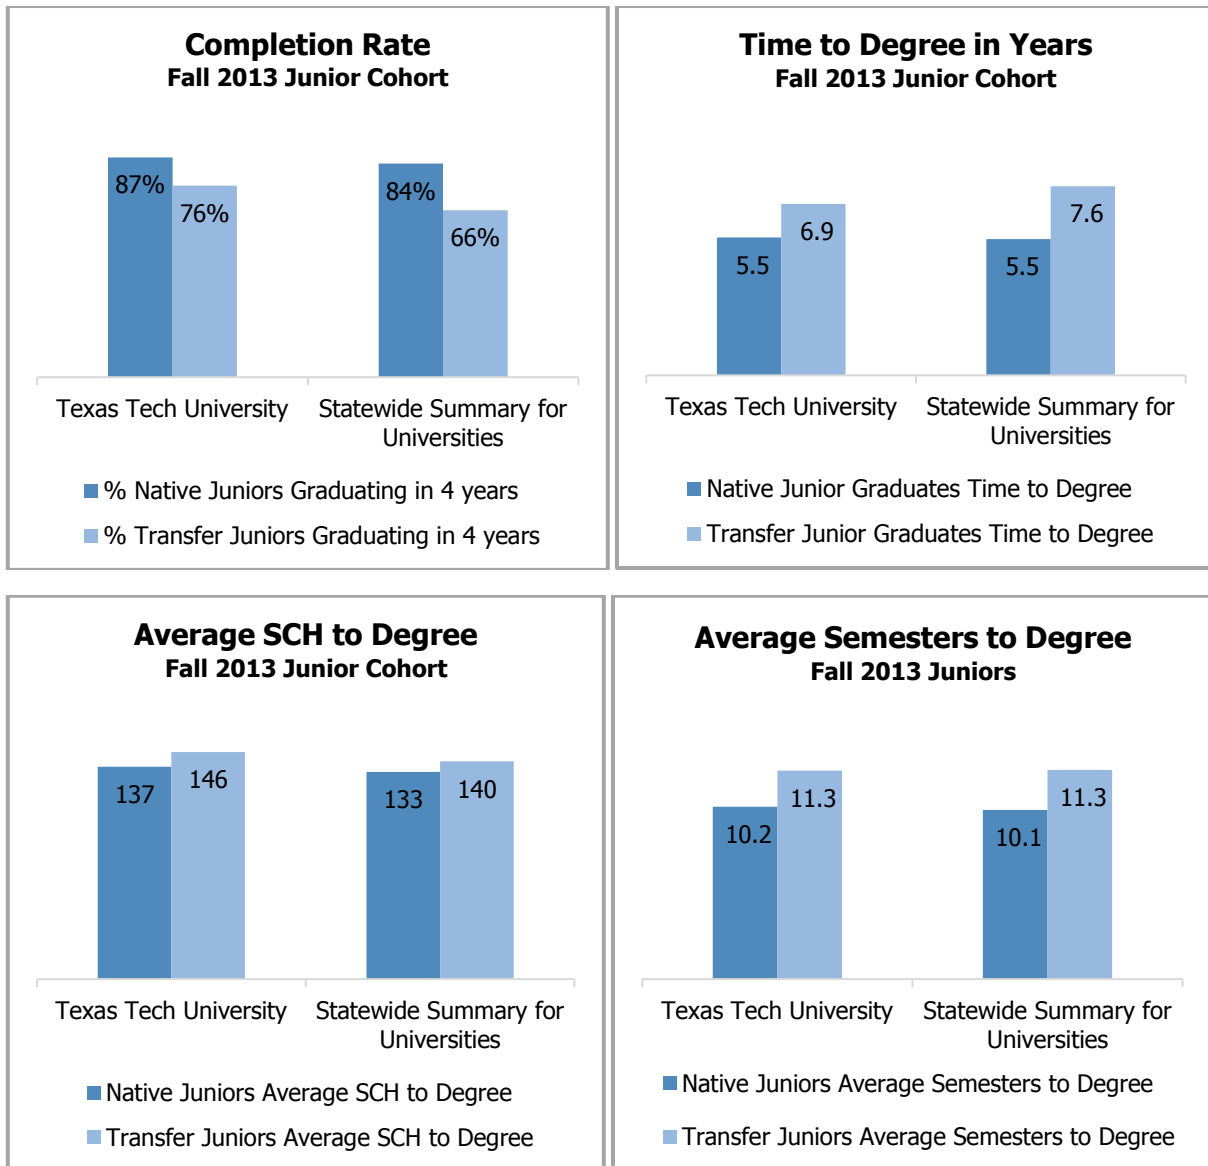 Completion Rate
Fall 2013 Junior Cohort
87%
76%
84%
66%
Texas Tech University
Statewide Summary for
Universities
% Native Juniors Graduating in 4 years
% Transfer Juniors Graduating in 4 years
Time to Degree in Years
Fall 2013 Junior Cohort
5.5
6.9
5.5
7.6
Texas Tech University
Statewide Summary for
Universities
Native Junior Graduates Time to Degree
Transfer Junior Graduates Time to Degree
Average SCH to Degree
Fall 2013 Junior Cohort
137
146
133
140
Texas Tech University
Statewide Summary for
Universities
Native Juniors Average SCH to Degree
Transfer Juniors Average SCH to Degree
Average Semesters to Degree
Fall 2013 Juniors
10.2
11.3
10.1
11.3
Texas Tech University
Statewide Summary for
Universities
Native Juniors Average Semesters to Degree
Transfer Juniors Average Semesters to Degree